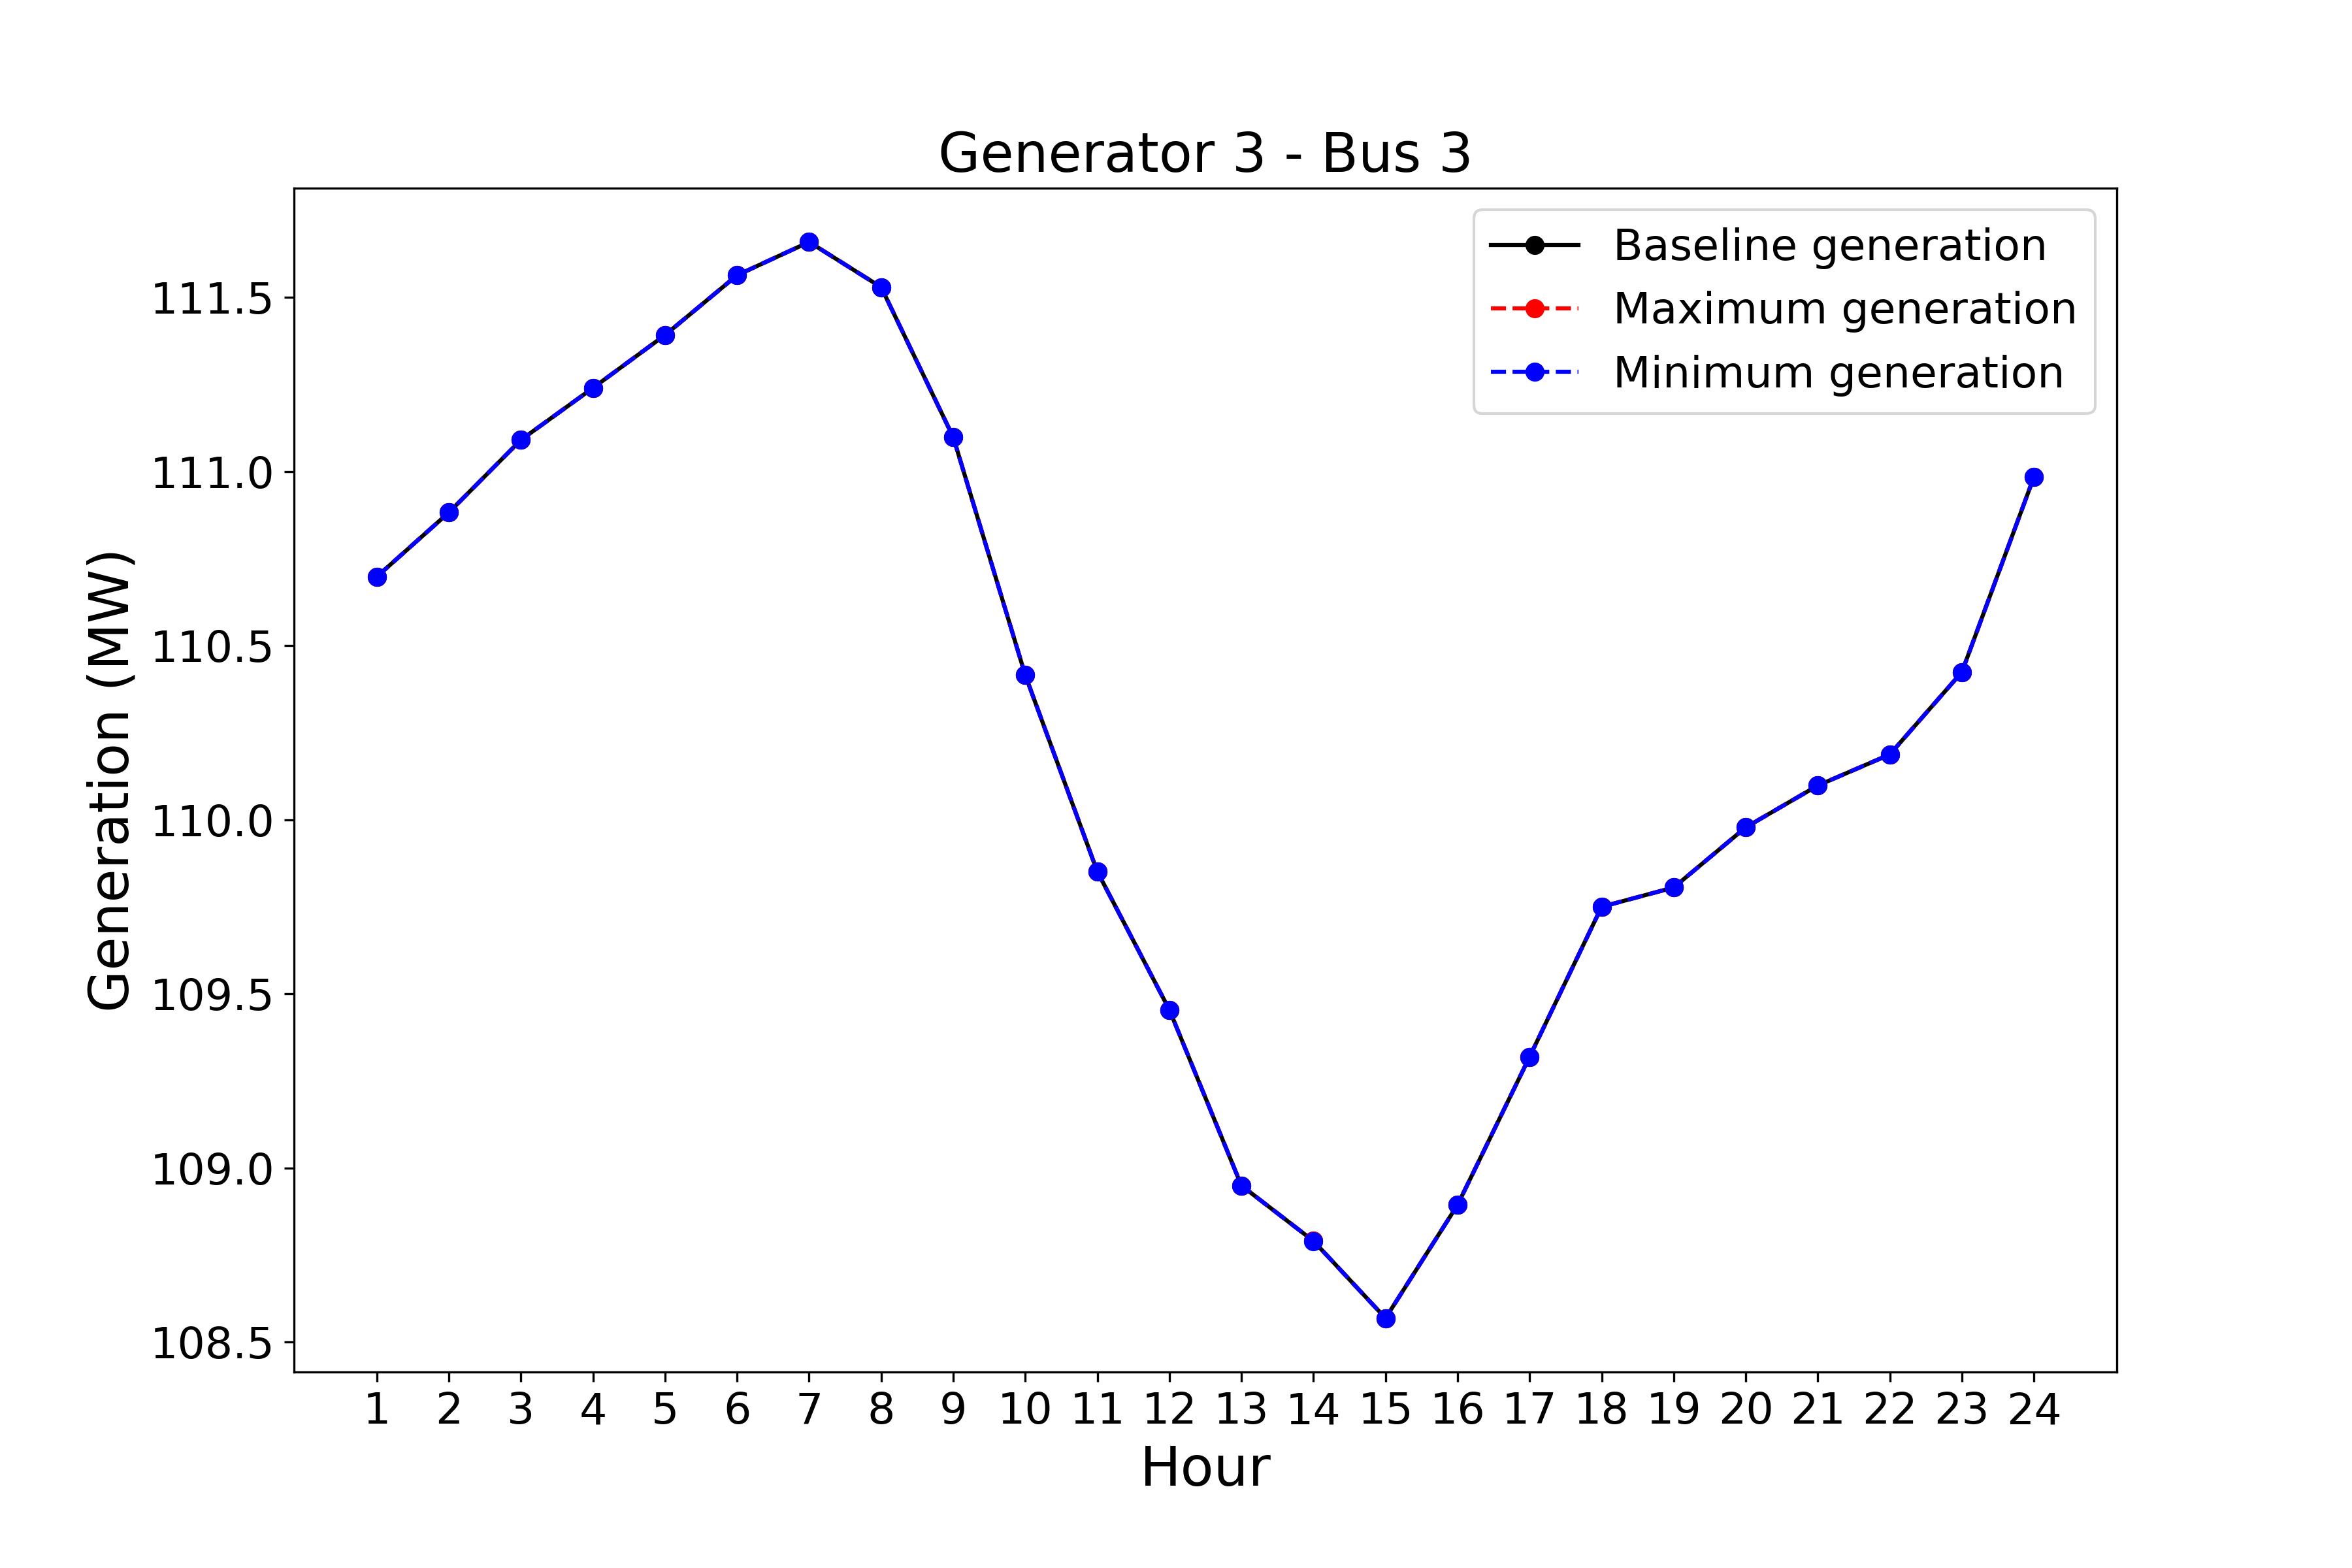 Generator 3 - Bus 3
Baseline generation
Maximum generation
Minimum generation
Generation (MW)
111.5
111.0
110.5
110.0
109.5
109.0
108.5
1 2 3 4 5 6 7 8 9 10 11 12 13 14 15 16 17 18 19 20 21 22 23 24
Hour